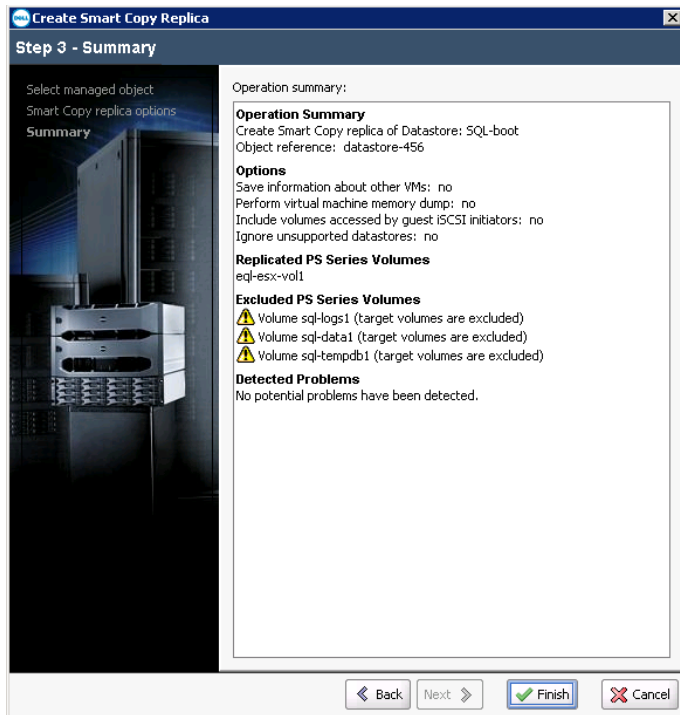 DELL
Create Smart Copy Replica
Step 3 - Summary
Select managed object
Smart Copy replica options
Summary
Operation summary:
Operation Summary
Create Smart Copy replica of Datastore: SQL-boot
Object reference: datastore-456
Options
Save information about other VMs: no
Perform virtual machine memory dump: no
Include volumes accessed by guest iSCSI initiators: no
Ignore unsupported datastores: no
Replicated PS Series Volumes
eql-esx-vol1
Excluded PS Series Volumes
Volume sql-logs1 (target volumes are excluded)
Volume sql-data1 (target volumes are excluded)
Volume sql-tempdb1 (target volumes are excluded)
Detected Problems
No potential problems have been detected.
Back
Next
Finish
Cancel